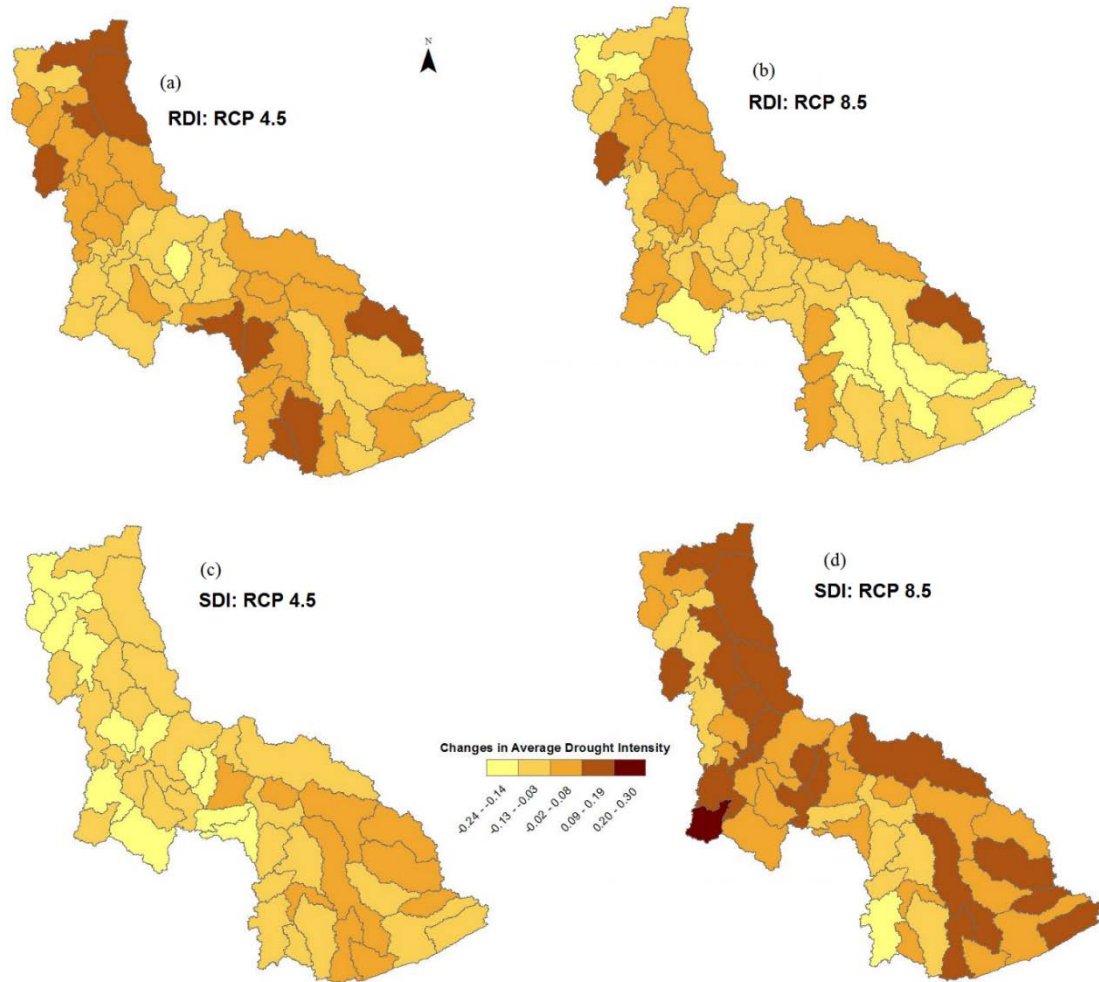 N
(a)
RDI: RCP 4.5
(b)
RDI: RCP 8.5
(c)
SDI: RCP 4.5
(d)
SDI: RCP 8.5
Changes in Average Drought Intensity
-0.24 - -0.14
-0.13 - -0.03
-0.02 - 0.08
0.09 - 0.19
0.20 - 0.30